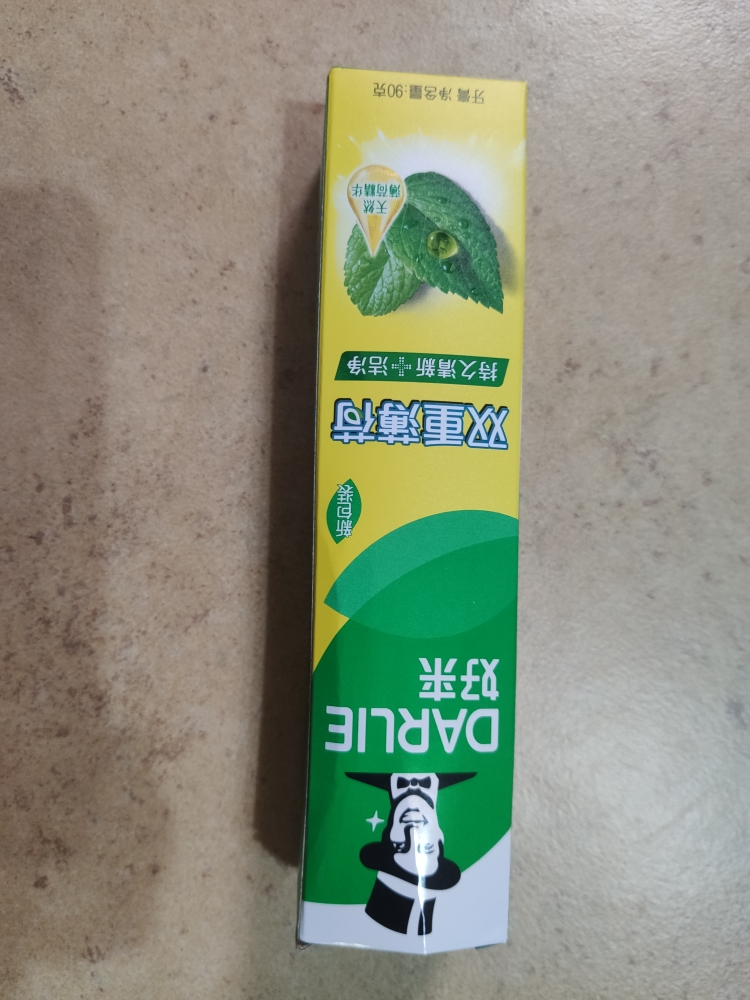 DARLIE
好来
新包装
双重薄荷
持久清新+洁净
天然
薄荷精华
牙膏 净含量:90克